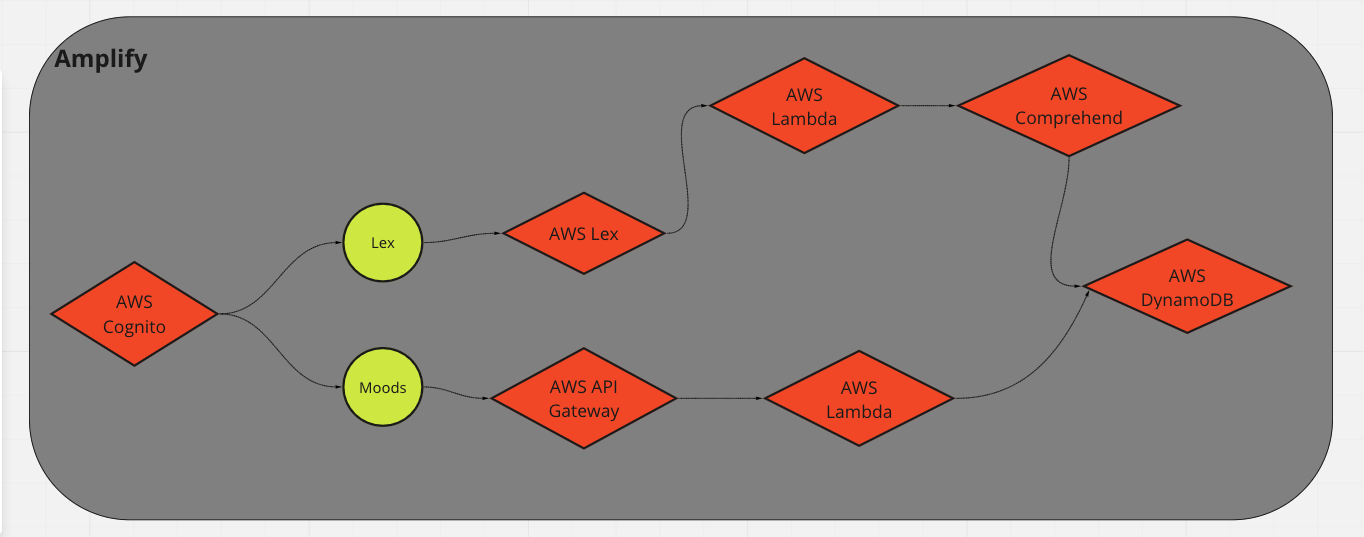 Amplify
AWS
Lambda
AWS
Comprehend
Lex
AWS Lex
AWS
Cognito
AWS
DynamoDB
Moods
AWS API
Gateway
AWS
Lambda